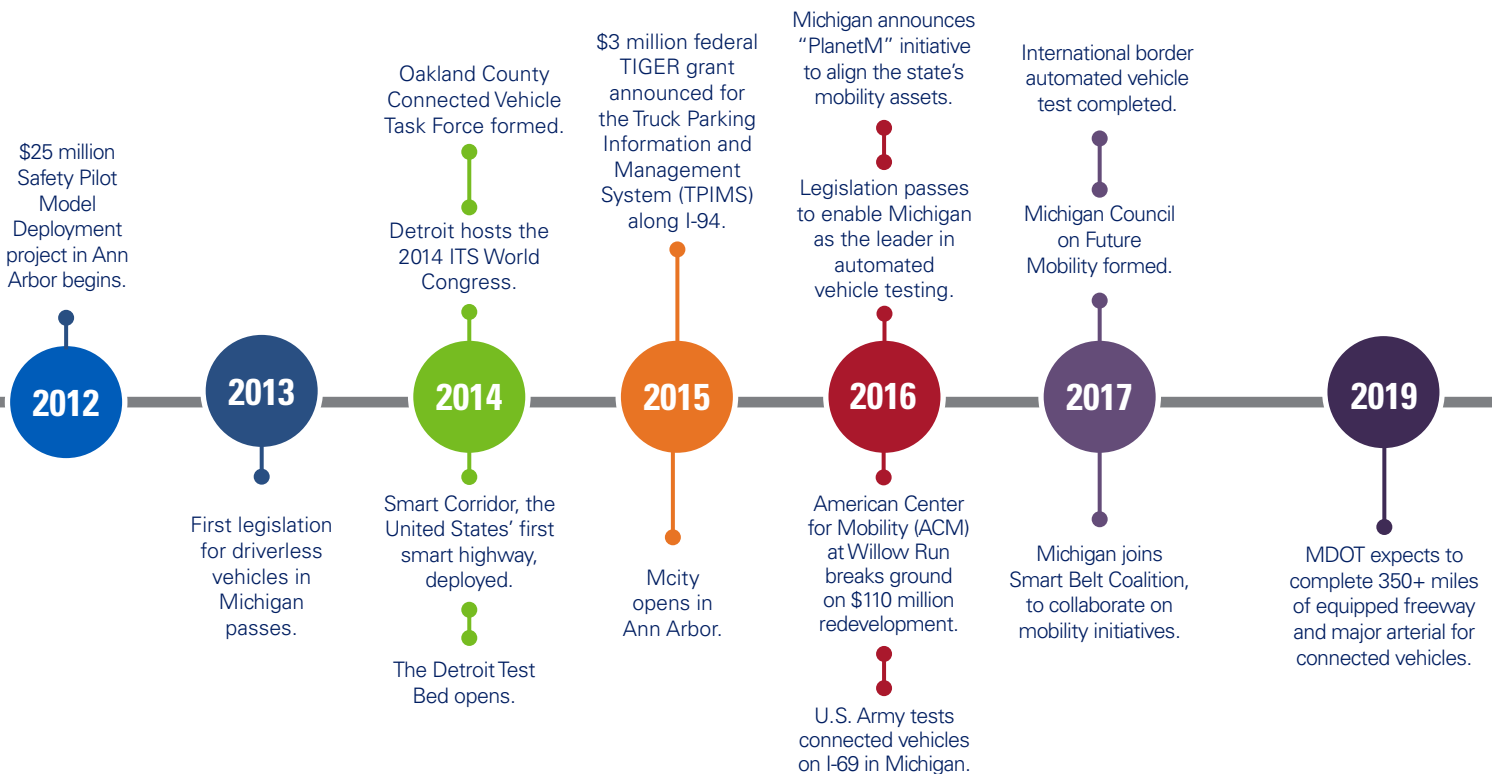 $25 million
Safety Pilot
Model
Deployment
project in Ann
Arbor begins.
2012
2013
First legislation
for driverless
vehicles in
Michigan
passes.
Oakland County
Connected Vehicle
Task Force formed.
Detroit hosts the
2014 ITS World
Congress.
2014
Smart Corridor, the
United States’ first
smart highway,
deployed.
The Detroit Test
Bed opens.
$3 million federal
TIGER grant
announced for
the Truck Parking
Information and
Management
System (TPIMS)
along I-94.
2015
Mcity
opens in
Ann Arbor.
Michigan announces
“PlanetM” initiative
to align the state’s
mobility assets.
Legislation passes
to enable Michigan
as the leader in
automated
vehicle testing.
2016
American Center
for Mobility (ACM)
at Willow Run
breaks ground
on $110 million
redevelopment.
U.S. Army tests
connected vehicles
on I-69 in Michigan.
International border
automated vehicle
test completed.
Michigan Council
on Future
Mobility formed.
2017
Michigan joins
Smart Belt Coalition,
to collaborate on
mobility initiatives.
2019
MDOT expects to
complete 350+ miles
of equipped freeway
and major arterial for
connected vehicles.